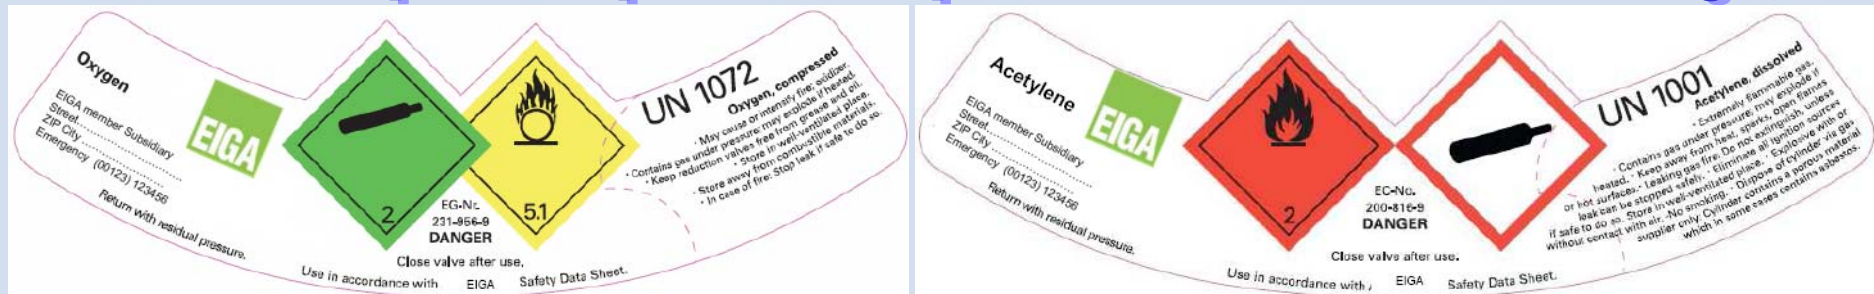 Oxygen
EIGA member Subsidiary
Street
ZIP City
Emergency (00123) 123456
Return with residual pressure.
EIGA
2
5.1
EG-Nr.
231-956-9
DANGER
Close valve after use.
Use in accordance with EIGA Safety Data Sheet.
UN 1072
Oxygen, compressed
· May cause or intensify fire; oxidizer.
· Contains gas under pressure; may explode if heated.
· Keep reduction valves free from grease and oil.
· Store in well-ventilated place.
· Store away from combustible materials.
· In case of fire: Stop leak if safe to do so.
Acetylene
EIGA member Subsidiary
Street
ZIP City
Emergency (00123) 123456
Return with residual pressure.
EIGA
2
EC-No.
200-816-9
DANGER
Close valve after use.
Use in accordance with EIGA Safety Data Sheet.
UN 1001
Acetylene, dissolved
· Extremely flammable gas.
· Contains gas under pressure; may explode if
heated. · Keep away from heat, sparks, open flames
or hot surfaces. · Leaking gas fire: Do not extinguish, unless
leak can be stopped safely. · Eliminate all ignition sources
if safe to do so. Store in well-ventilated place. · Explosive with or
without contact with air. ·No smoking. · Dispose of cylinder via gas
supplier only. Cylinder contains a porous material
which in some cases contains asbestos.